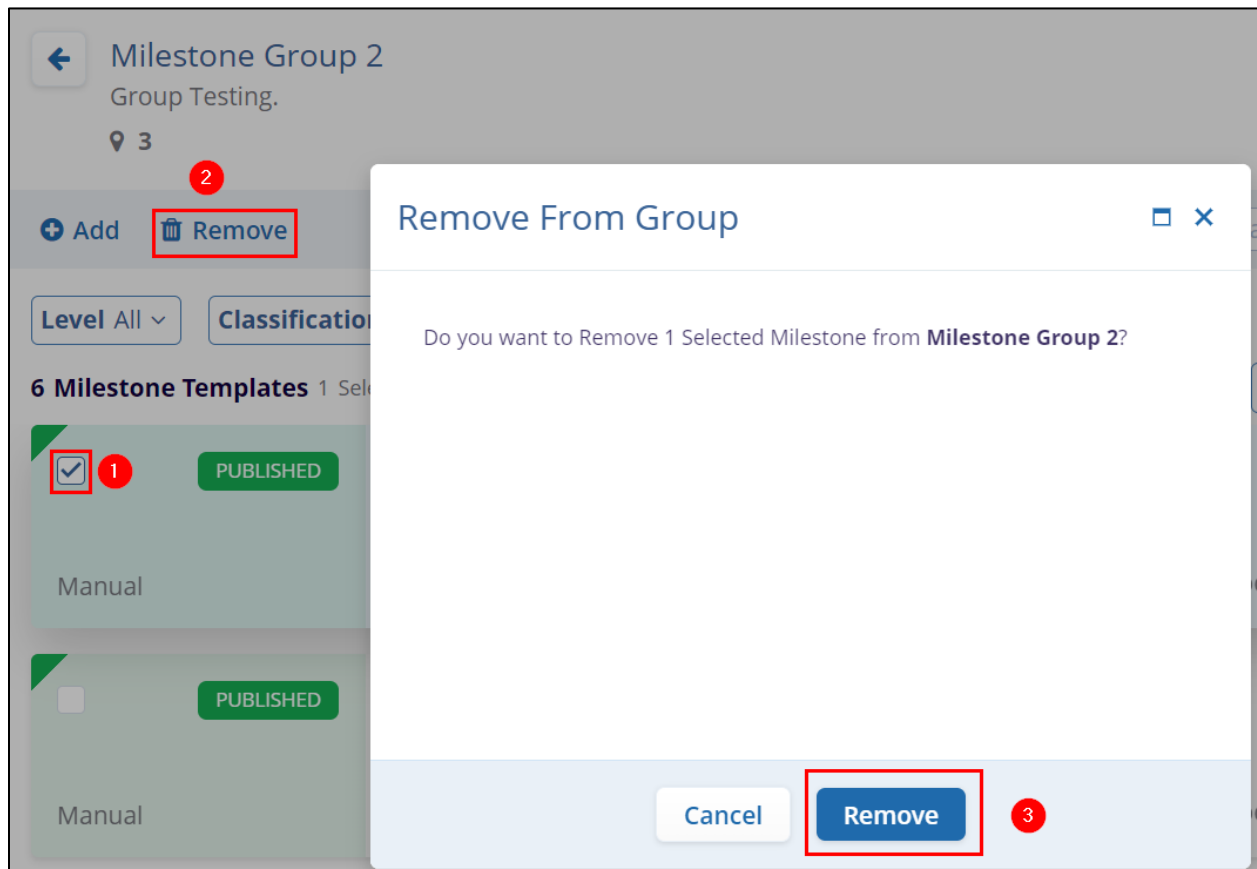 Milestone Group 2
Group Testing.
3
2
Add Remove
Remove From Group
Level All
Do you want to Remove 1 Selected Milestone from Milestone Group 2?
6 Milestone Templates 1
1 PUBLISHED
Manual
PUBLISHED
Manual
Cancel Remove 3